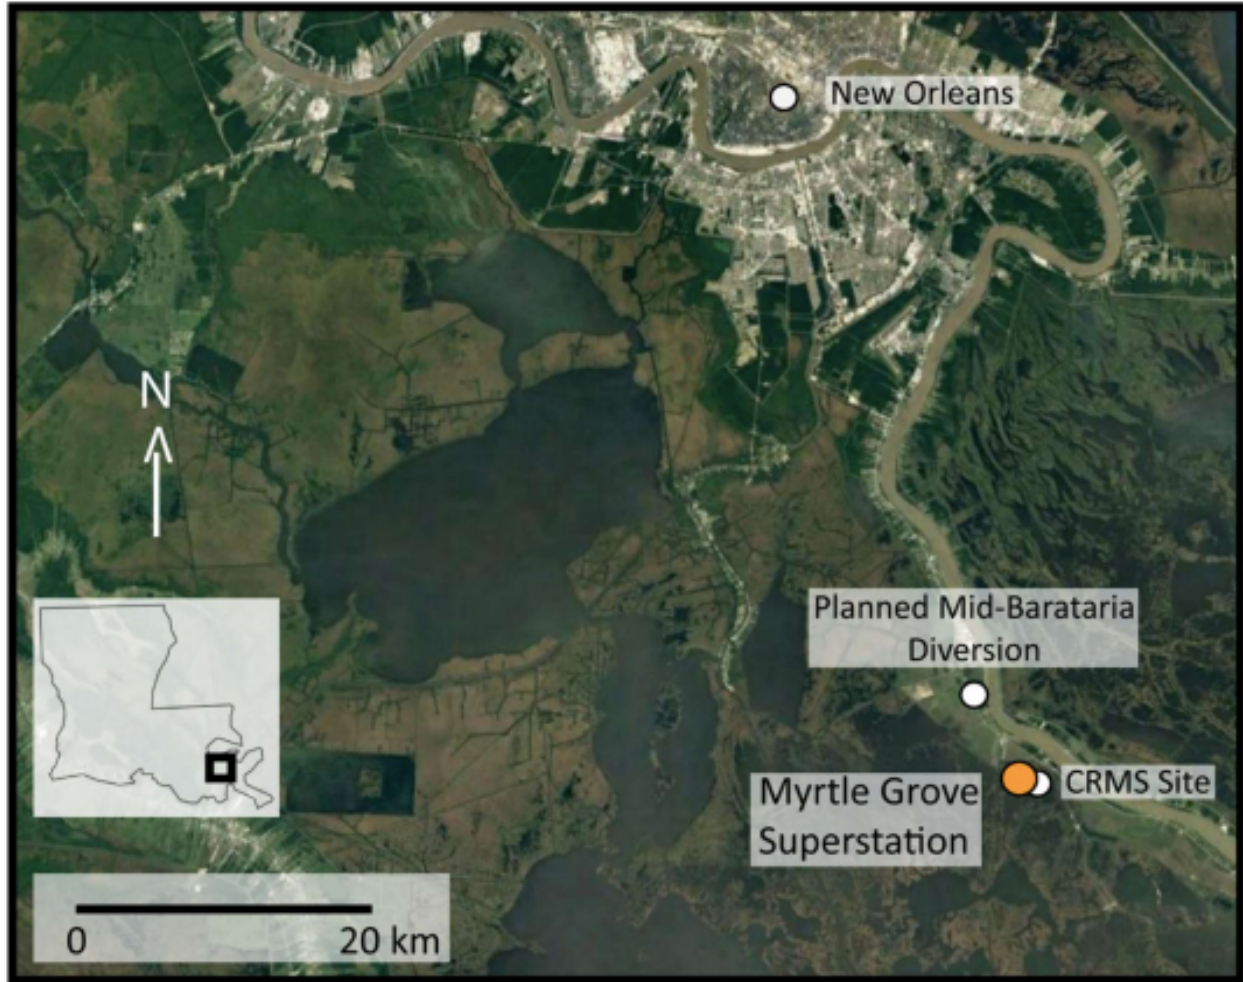 New Orleans
N
Planned Mid-Barataria
Diversion
Myrtle Grove
Superstation
CRMS Site
0 20 km